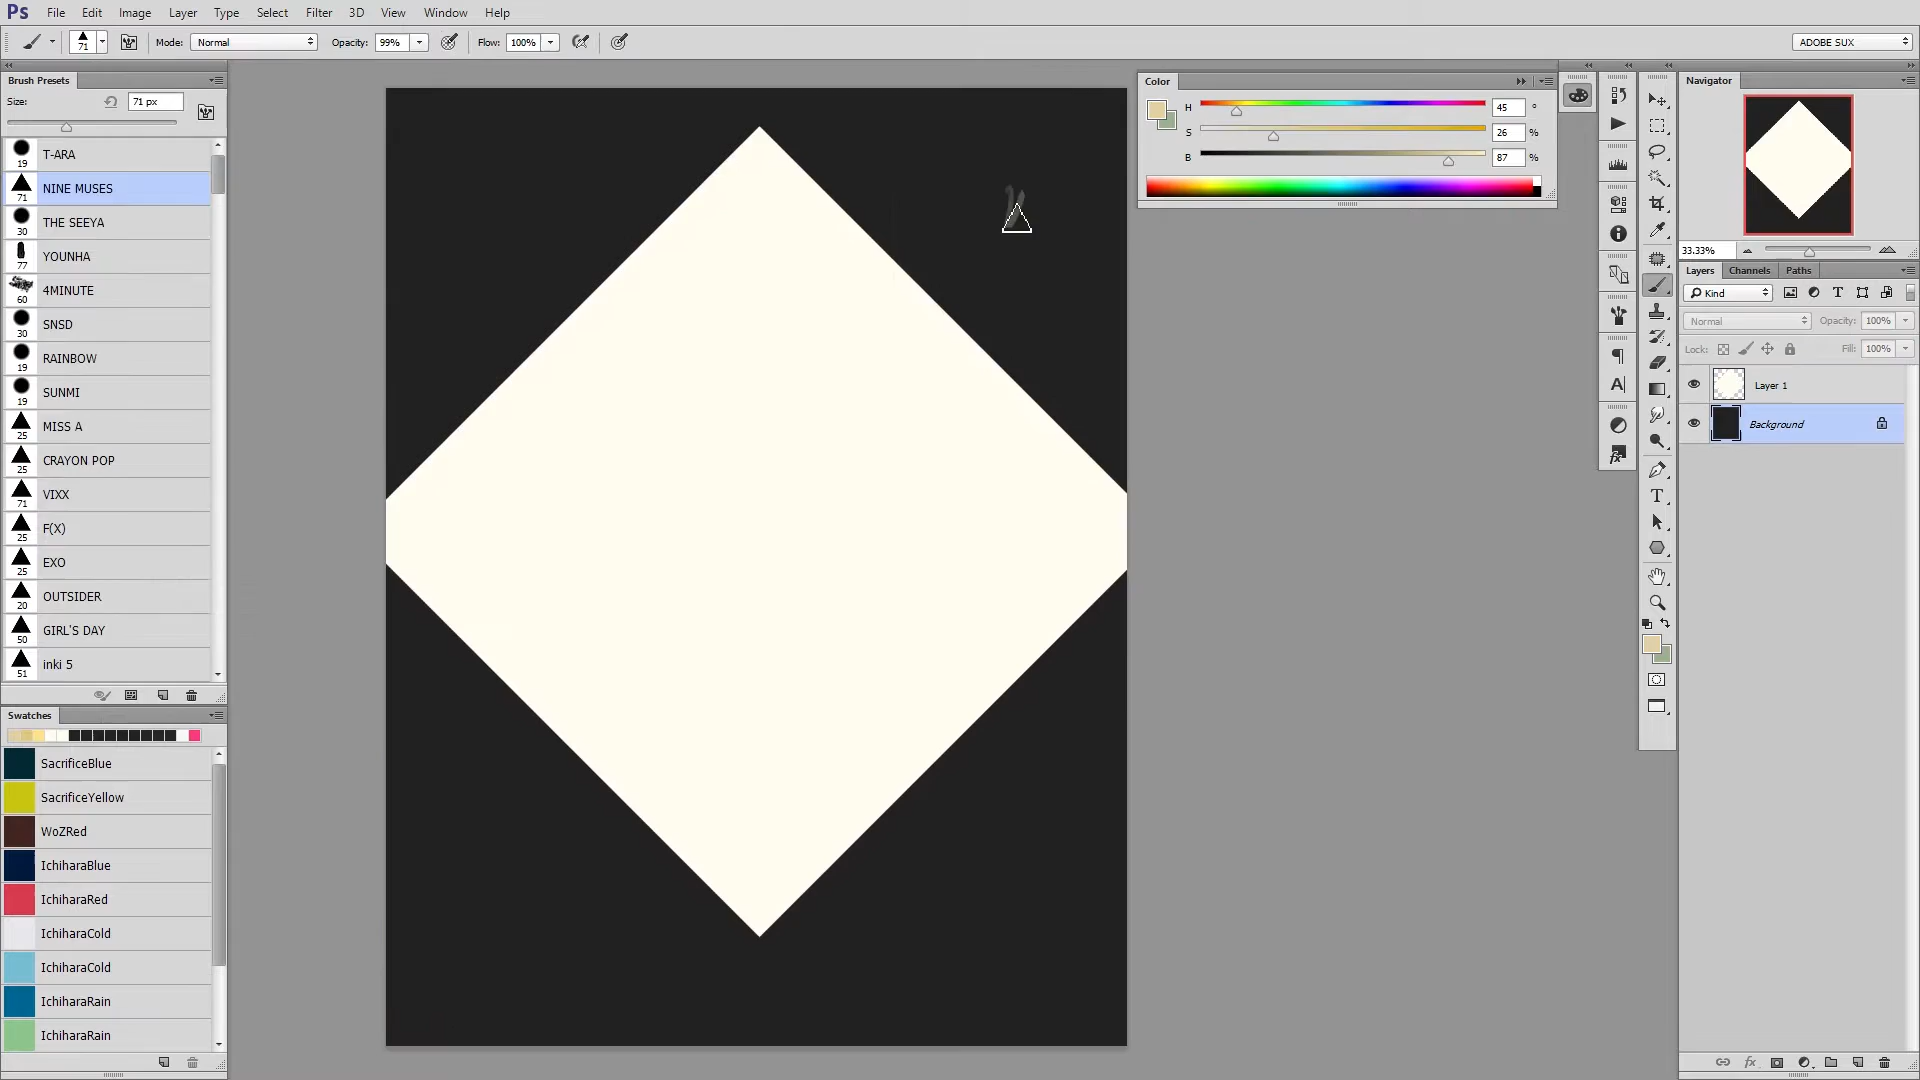 Ps File Edit Image Layer Type Select Filter 3D View Window Help
71 Mode: Normal Opacity: 99% Flow: 100% ADOBE SUX
Brush Presets
Size: 71 px
19 T-ARA
71 NINE MUSES
30 THE SEEYA
77 YOUNHA
60 4MINUTE
30 SNSD
19 RAINBOW
19 SUNMI
25 MISS A
25 CRAYON POP
71 VIXX
25 F(X)
25 EXO
20 OUTSIDER
50 GIRL'S DAY
51 inki 5
Swatches
SacrificeBlue
SacrificeYellow
WoZRed
IchiharaBlue
IchiharaRed
IchiharaCold
IchiharaCold
IchiharaRain
IchiharaRain
Color
H 45 °
S 26 %
B 87 %
Navigator
33.33%
Layers Channels Paths
Kind
Normal Opacity: 100%
Lock: Fill: 100%
Layer 1
Background